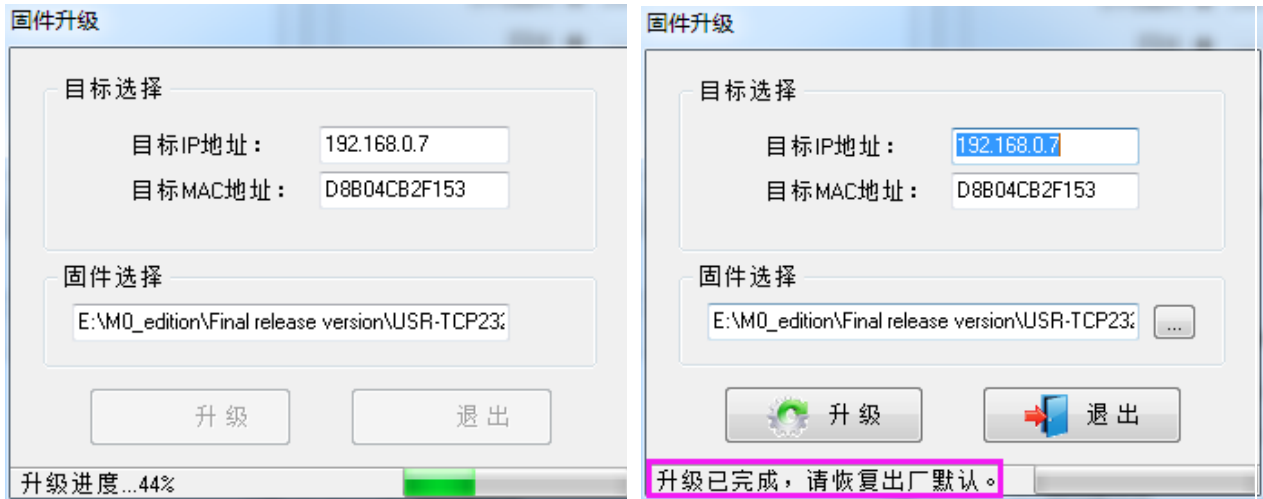 固件升级
目标选择
目标IP地址：
192.168.0.7
目标MAC地址：
D8B04CB2F153
固件选择
E:\M0_edition\Final release version\USR-TCP232
升级
退出
升级进度...44%
固件升级
目标选择
目标IP地址：
192.168.0.7
目标MAC地址：
D8B04CB2F153
固件选择
E:\M0_edition\Final release version\USR-TCP232
...
升级
退出
升级已完成，请恢复出厂默认。